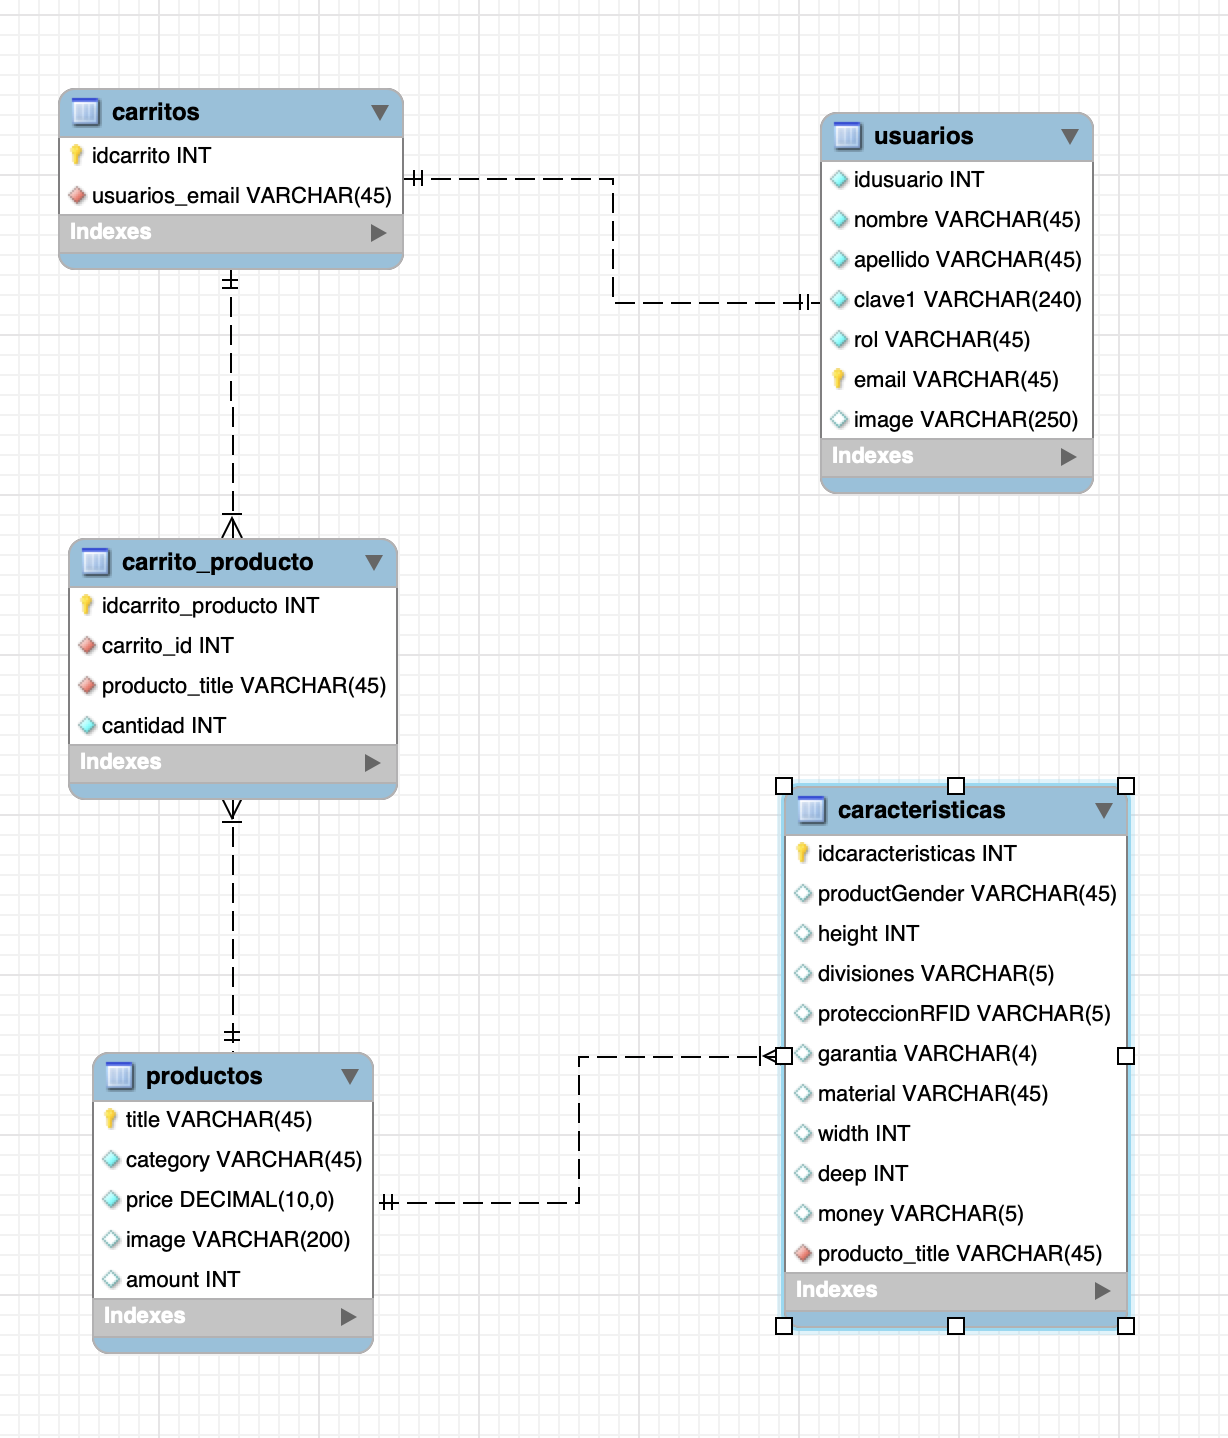 carritos
idcarrito INT
usuarios_email VARCHAR(45)
Indexes
usuarios
idusuario INT
nombre VARCHAR(45)
apellido VARCHAR(45)
clave1 VARCHAR(240)
rol VARCHAR(45)
email VARCHAR(45)
image VARCHAR(250)
Indexes
carrito_producto
idcarrito_producto INT
carrito_id INT
producto_title VARCHAR(45)
cantidad INT
Indexes
caracteristicas
idcaracteristicas INT
productGender VARCHAR(45)
height INT
divisiones VARCHAR(5)
proteccionRFID VARCHAR(5)
garantia VARCHAR(4)
material VARCHAR(45)
width INT
deep INT
money VARCHAR(5)
producto_title VARCHAR(45)
Indexes
productos
title VARCHAR(45)
category VARCHAR(45)
price DECIMAL(10,0)
image VARCHAR(200)
amount INT
Indexes